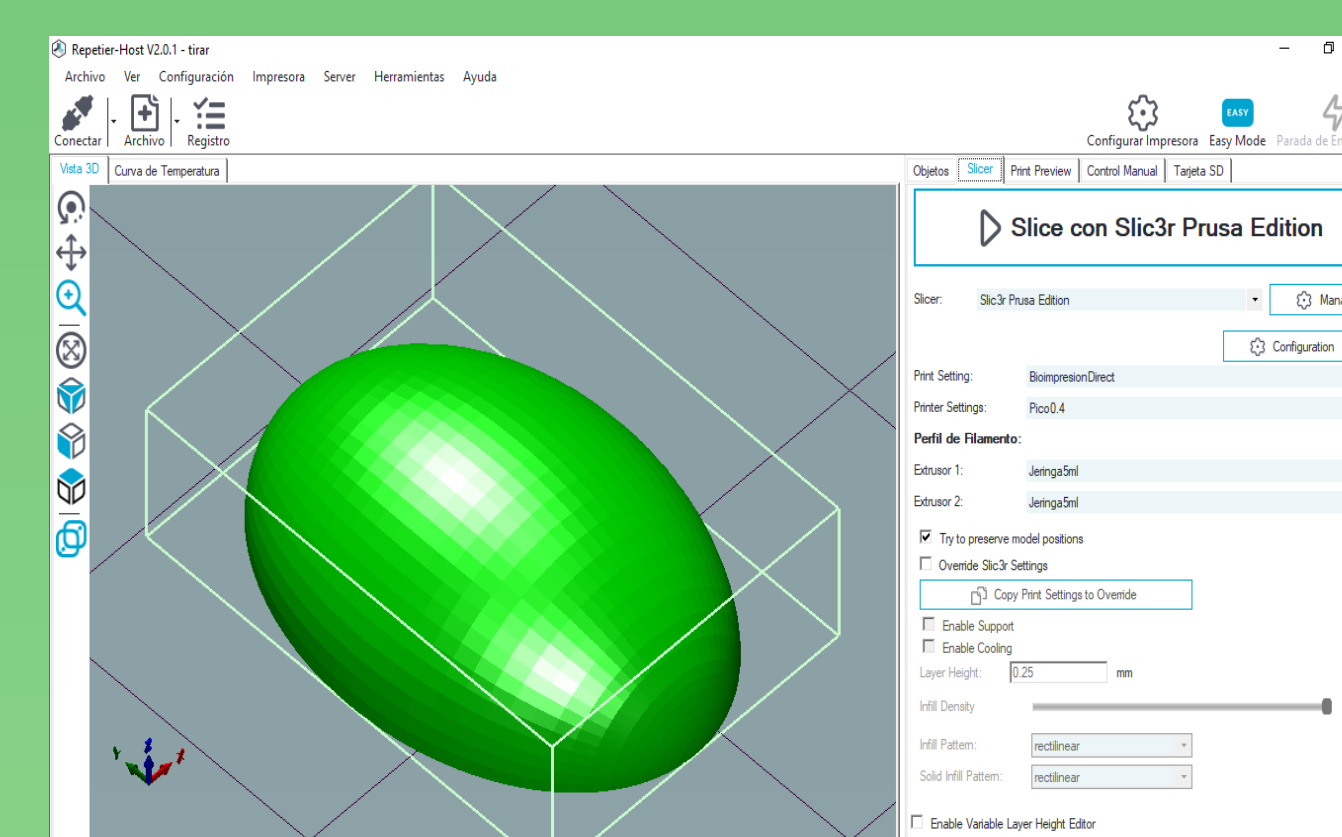 Repetier-Host V2.0.1 - tirar
Archivo Ver Configuración Impresora Server Herramientas Ayuda
Conectar Archivo Registro
EASY
Configurar Impresora Easy Mode Parada de
Vista 3D Curva de Temperatura
Objetos Slicer Print Preview Control Manual Tarjeta SD
Slice con Slic3r Prusa Edition
Slicer: Slic3r Prusa Edition
Configuration
Print Setting: BioimpresionDirect
Printer Settings: Pico0.4
Perfil de Filamento:
Extrusor 1: Jeringa5ml
Extrusor 2: Jeringa5ml
Try to preserve model positions
Override Slic3r Settings
Copy Print Settings to Override
Enable Support
Enable Cooling
Layer Height: 0.25 mm
Infill Density
Infill Pattern: rectilinear
Solid Infill Pattern: rectilinear
Enable Variable Layer Height Editor